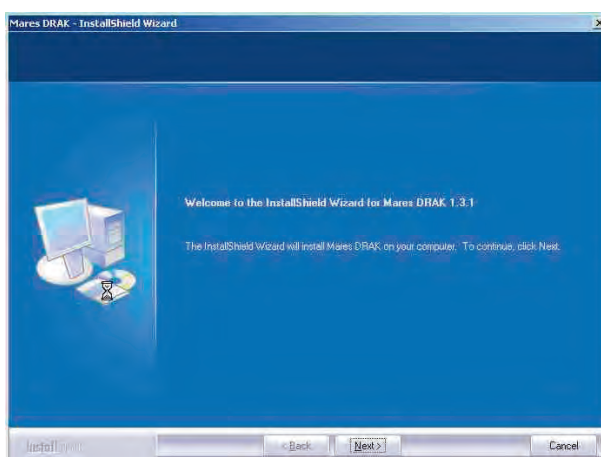 Mares DRAK - InstallShield Wizard
Welcome to the InstallShield Wizard for Mares DRAK 1.3.1
The InstallShield Wizard will install Mares DRAK on your computer. To continue, click Next.
< Back
Next >
Cancel